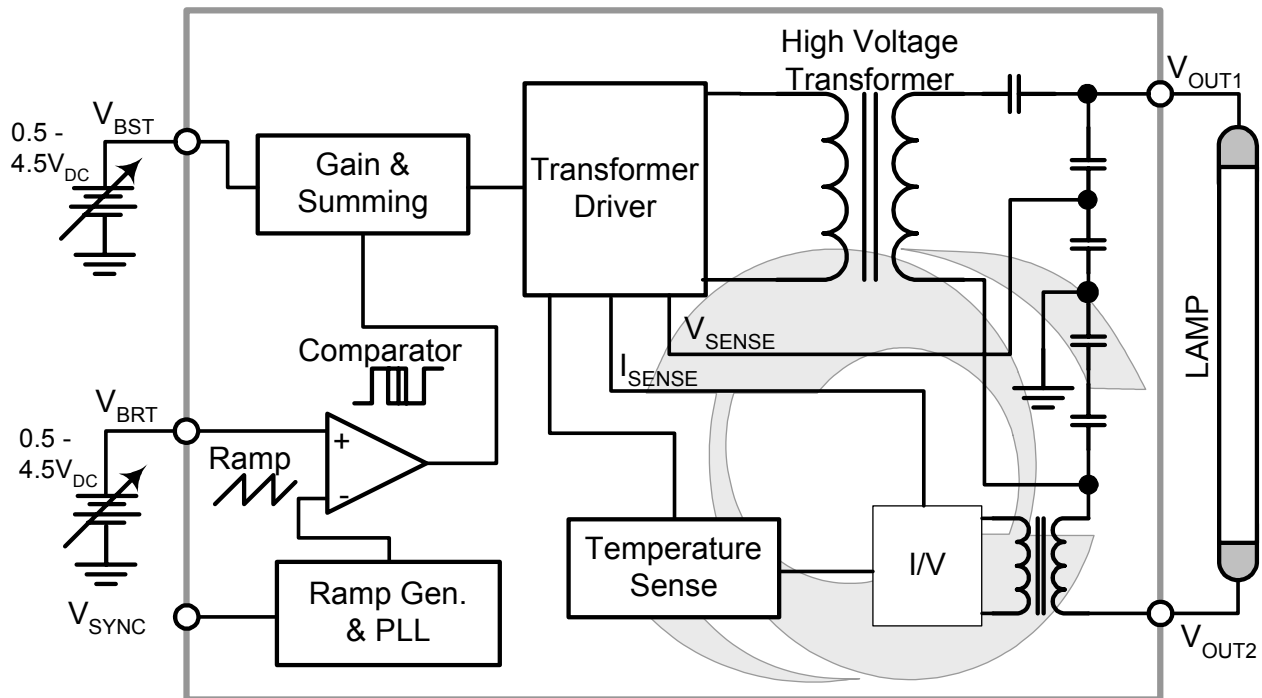 High Voltage
Transformer
V_OUT1
V_BST
0.5 -
4.5V_DC
Gain &
Summing
Transformer
Driver
V_SENSE
I_SENSE
Comparator
LAMP
V_BRT
0.5 -
4.5V_DC
+
Ramp
-
Temperature
Sense
I/V
V_SYNC
Ramp Gen.
& PLL
V_OUT2